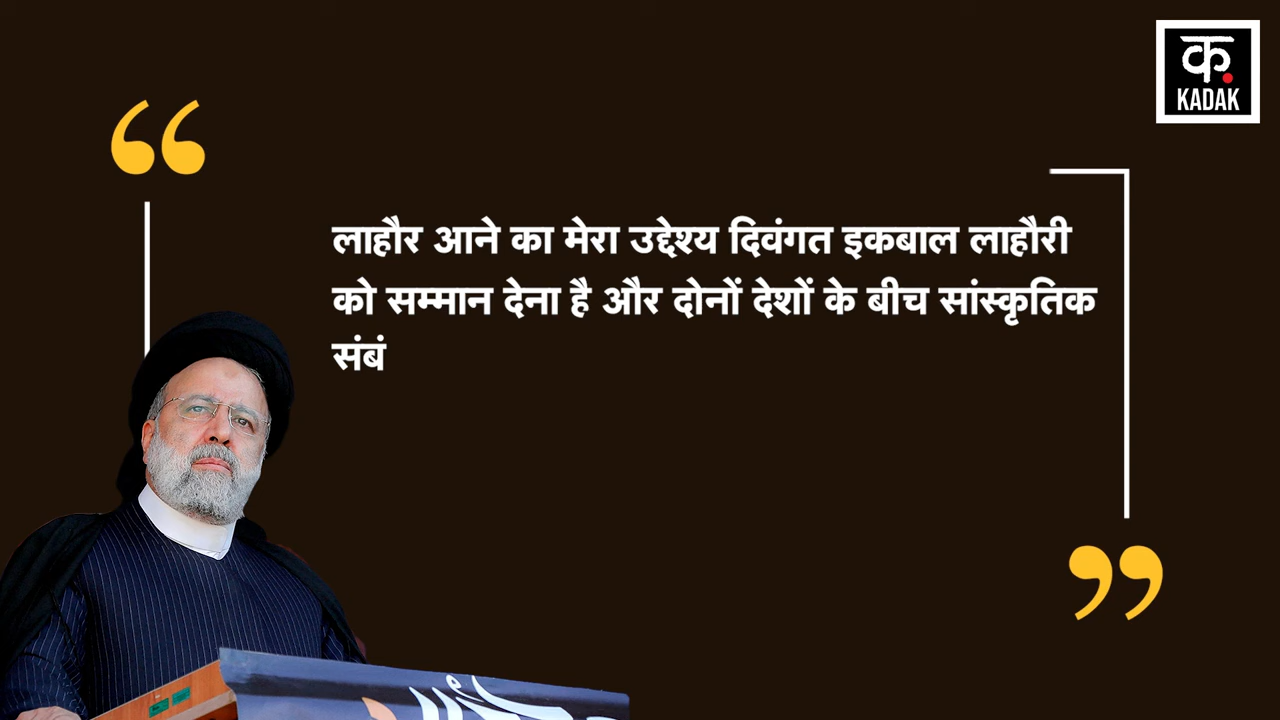 क.
KADAK
लाहौर आने का मेरा उद्देश्य दिवंगत इकबाल लाहौरी
को सम्मान देना है और दोनों देशों के बीच सांस्कृतिक
संबं